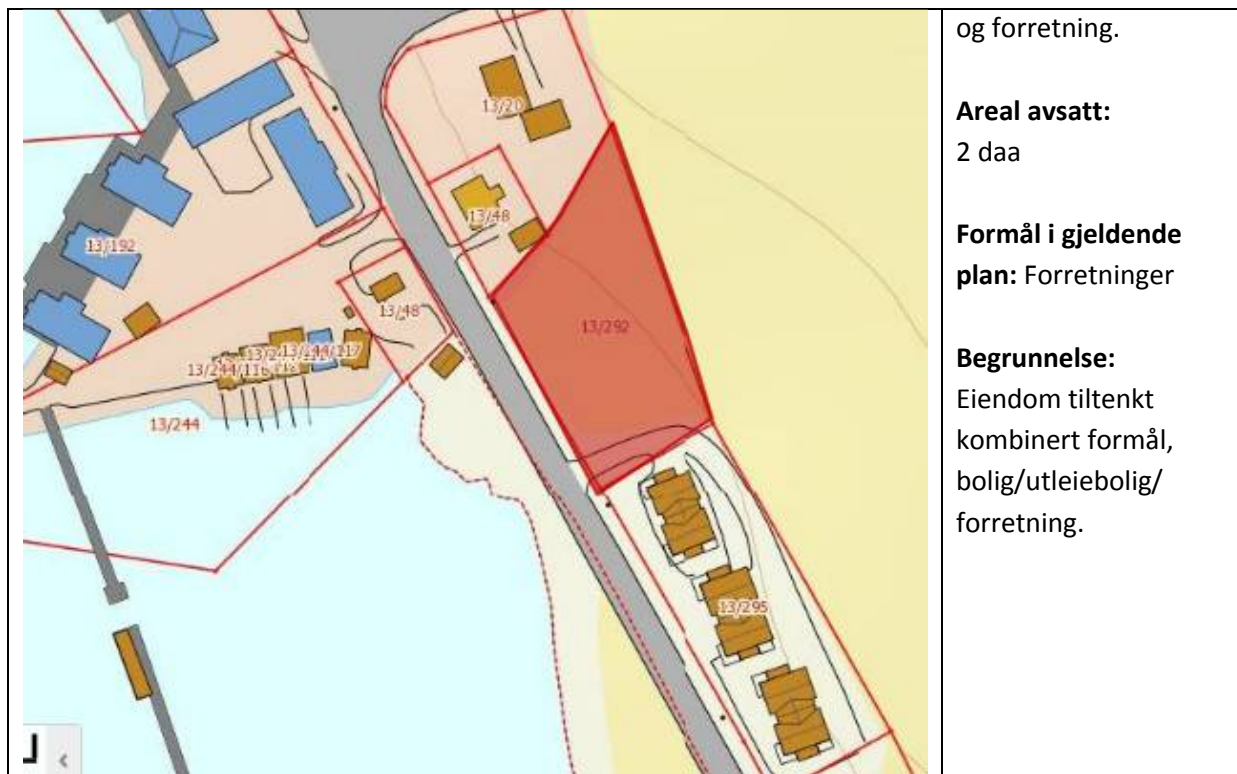 og forretning.
Areal avsatt:
2 daa
Formål i gjeldende
plan: Forretninger
Begrunnelse:
Eiendom tiltenkt
kombinert formål,
bolig/utleiebolig/
forretning.
13/20
13/48
13/192
13/292
13/48
13/244
13/295